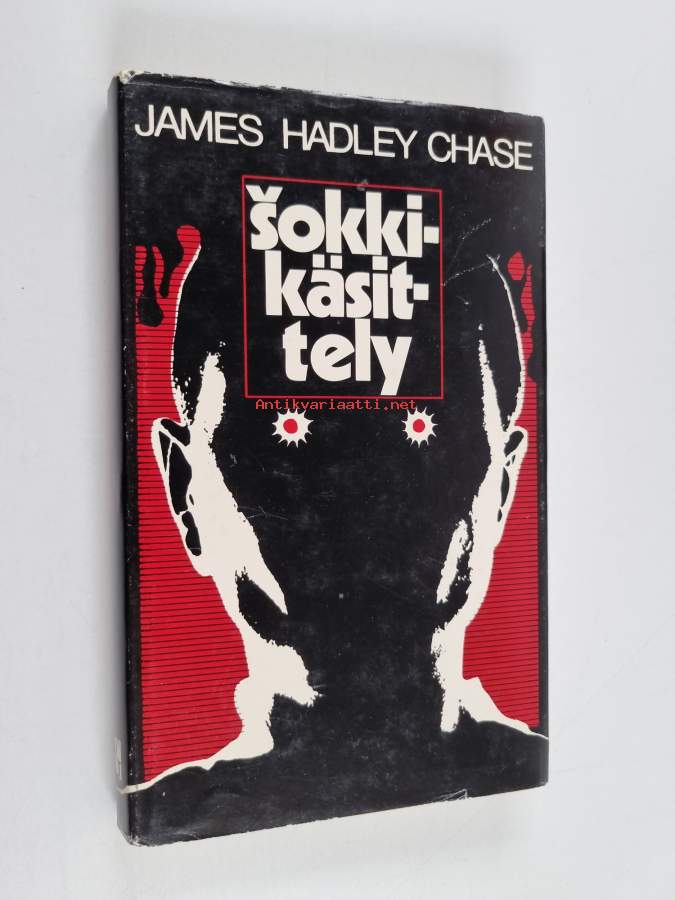 JAMES HADLEY CHASE
šokki-
käsit-
tely
Antikvariaatti.net